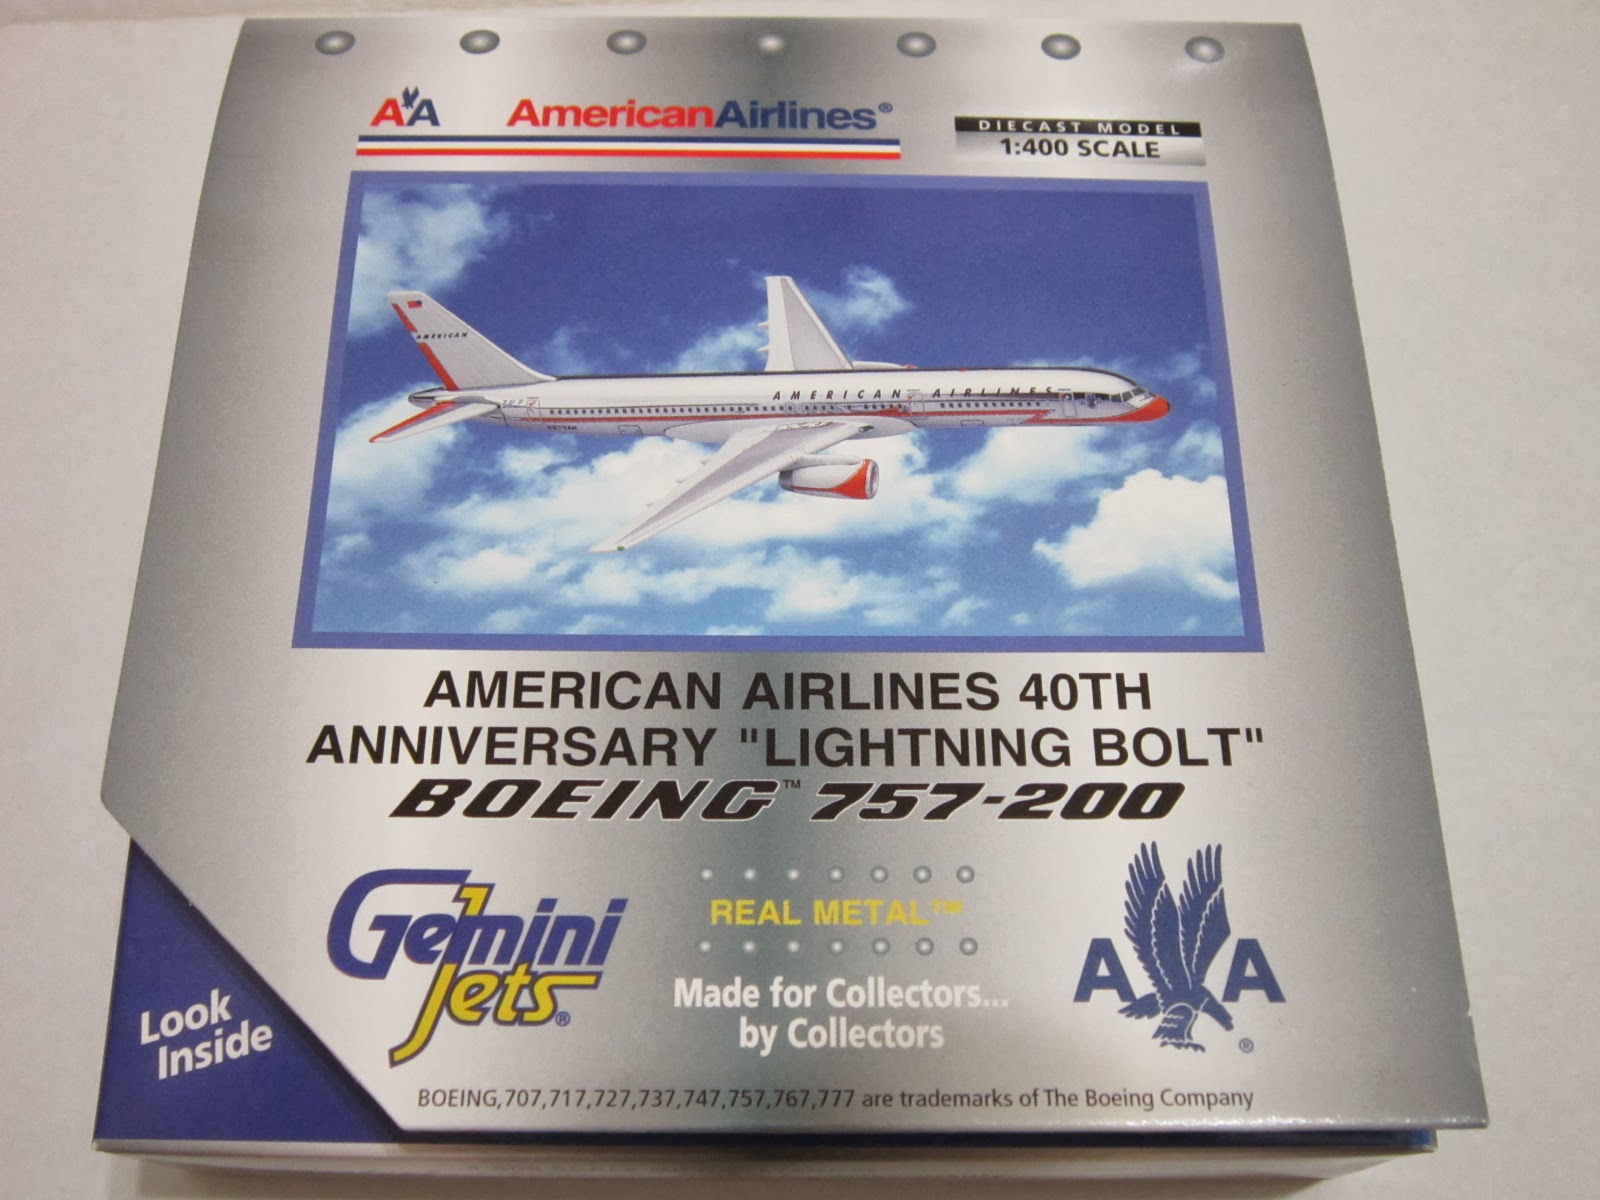 AA AmericanAirlines®
DIECAST MODEL
1:400 SCALE
AMERICAN
AMERICAN AIRLINES
AMERICAN AIRLINES 40TH
ANNIVERSARY "LIGHTNING BOLT"
BOEING™ 757-200
Gemini
Jets®
REAL METAL™
Made for Collectors...
by Collectors
AA®
Look
Inside
BOEING,707,717,727,737,747,757,767,777 are trademarks of The Boeing Company